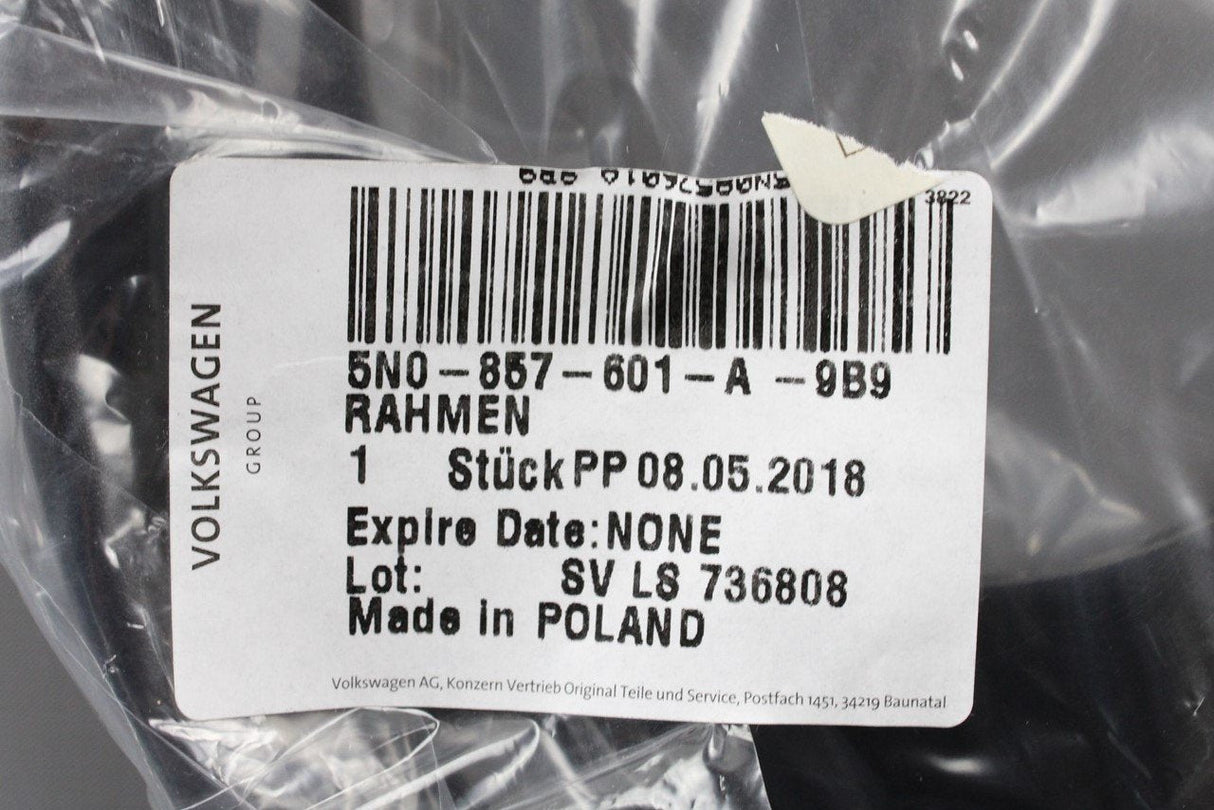 3822
5N0-857-601-A -9B9
RAHMEN
1 Stück PP 08.05.2018
Expire Date:NONE
Lot: SV LS 736808
Made in POLAND
Volkswagen AG, Konzern Vertrieb Original Teile und Service, Postfach 1451, 34219 Baunatal
VOLKSWAGEN
GROUP